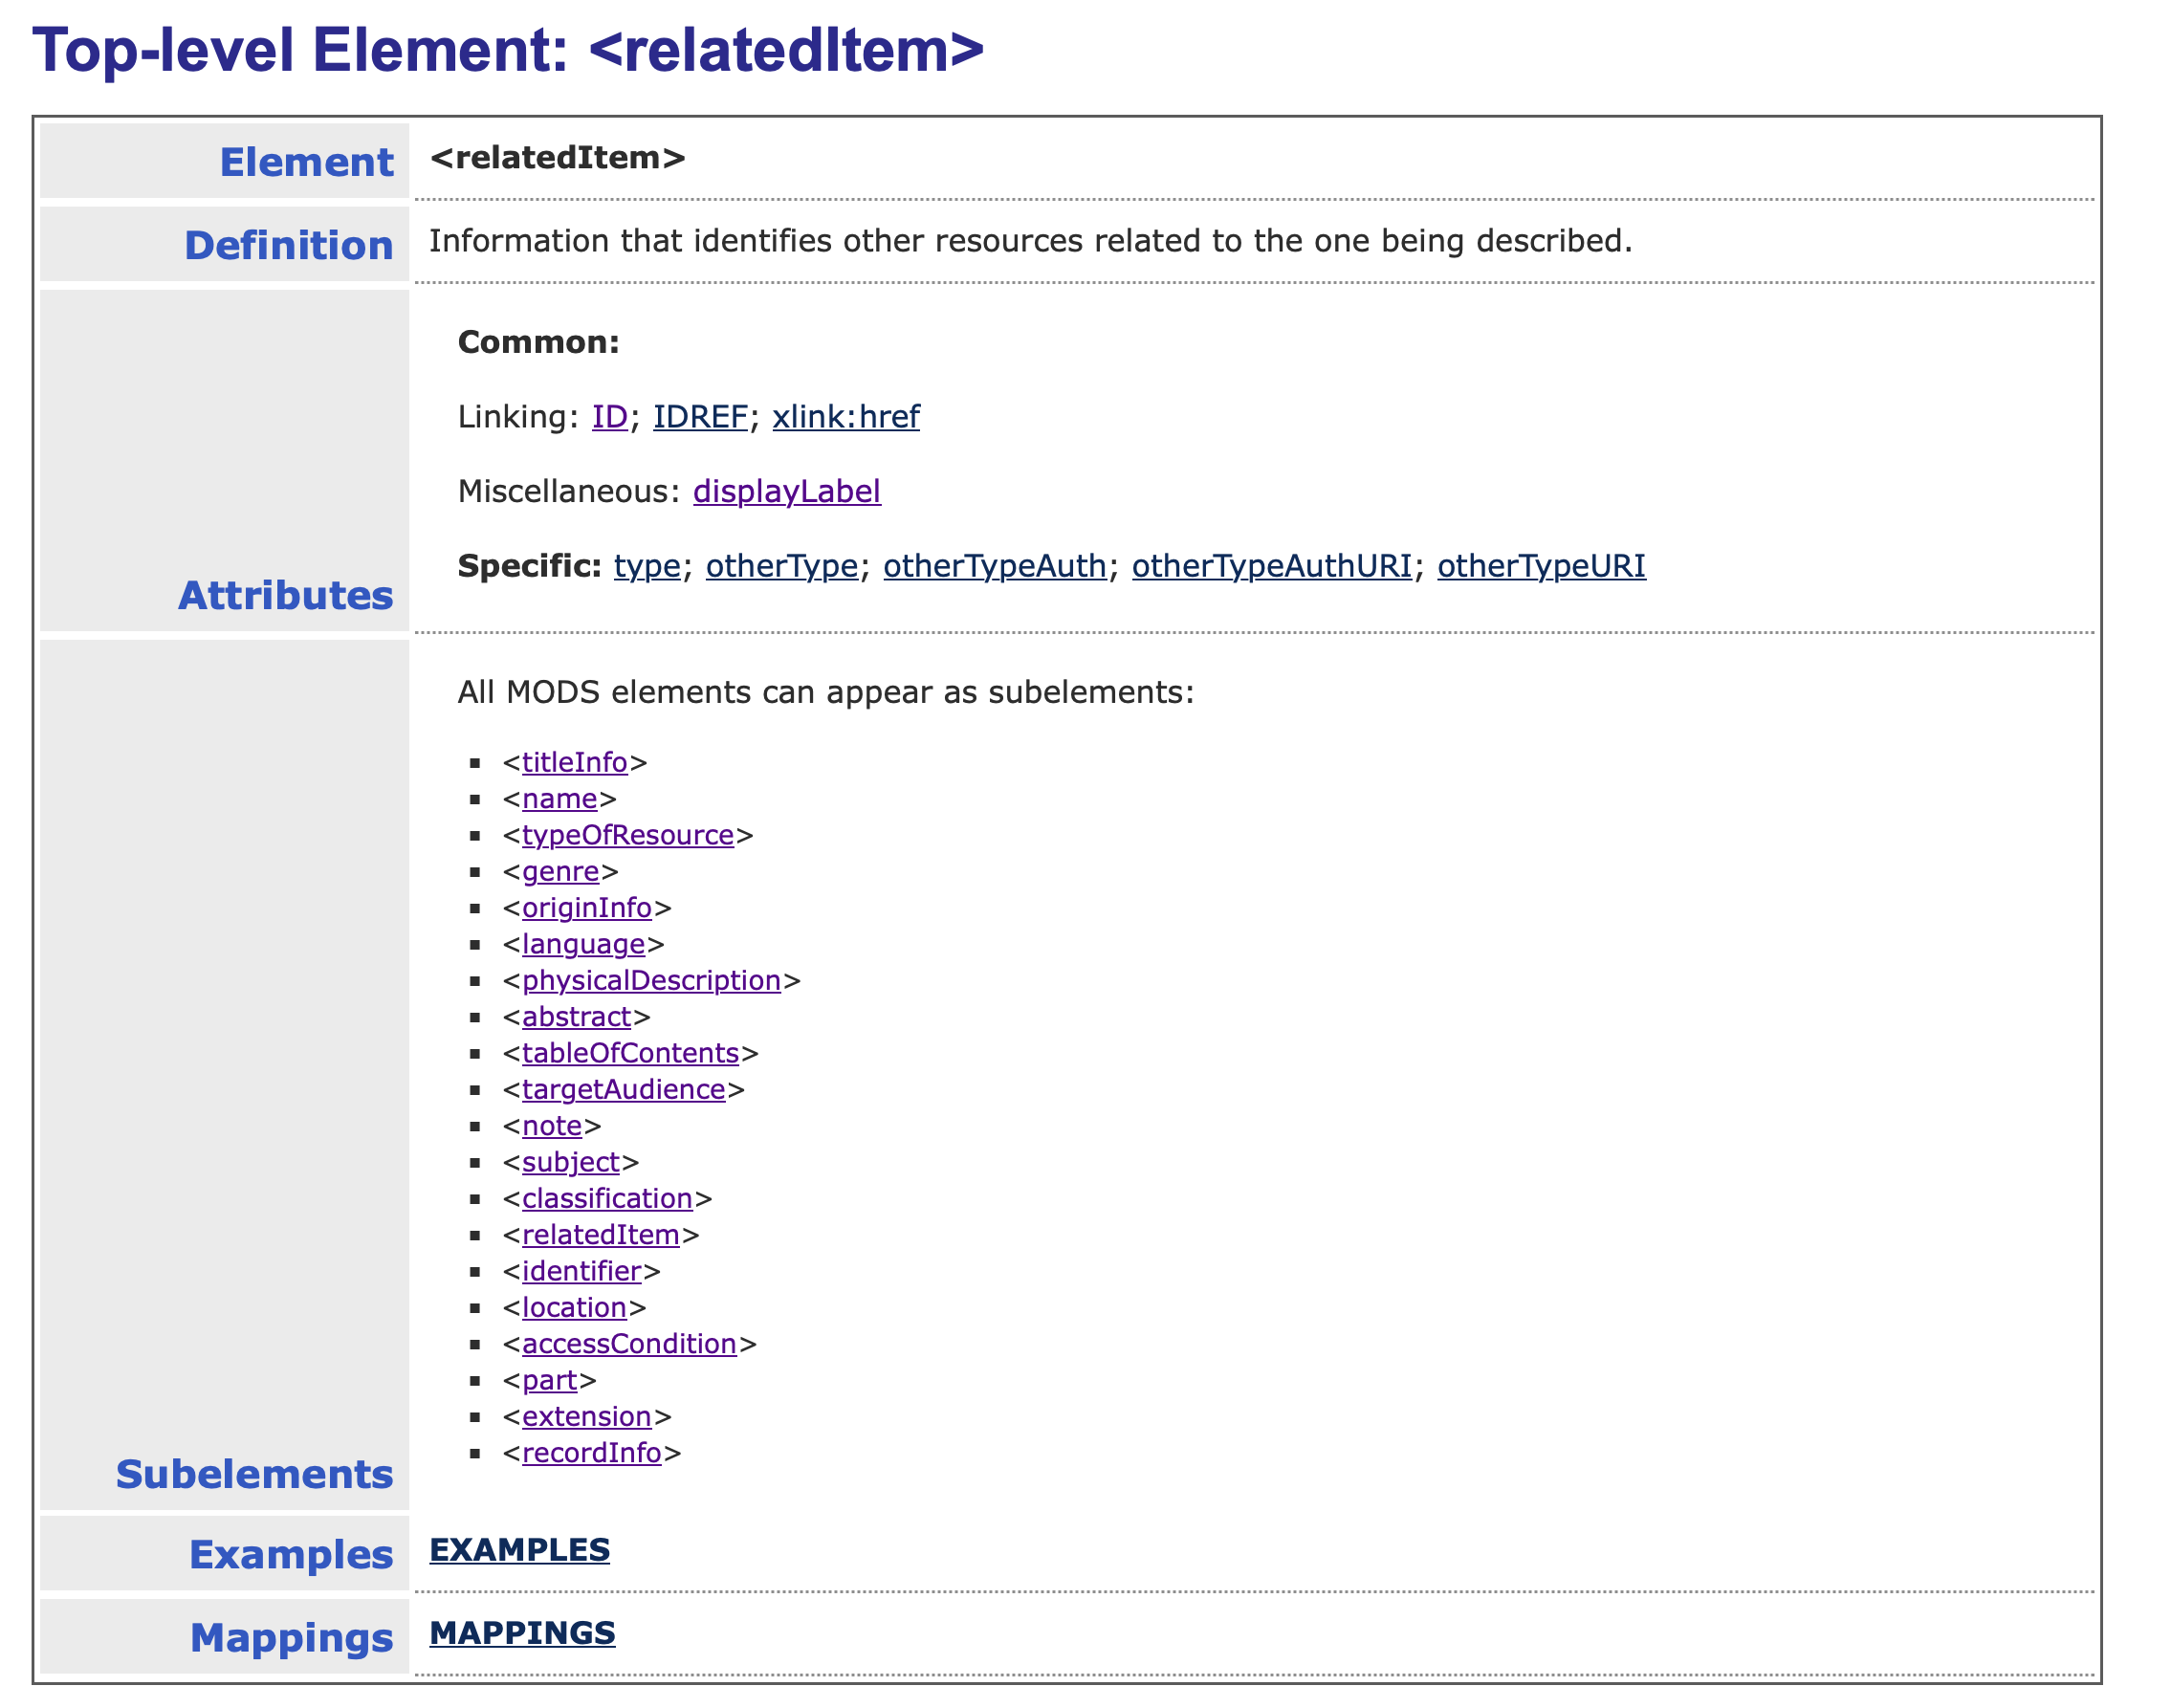 Top-level Element: <relatedItem>
Element <relatedItem>
Definition Information that identifies other resources related to the one being described.
Common:
Linking: ID; IDREF; xlink:href
Miscellaneous: displayLabel
Specific: type; otherType; otherTypeAuth; otherTypeAuthURI; otherTypeURI
Attributes
All MODS elements can appear as subelements:
▪ <titleInfo>
▪ <name>
▪ <typeOfResource>
▪ <genre>
▪ <originInfo>
▪ <language>
▪ <physicalDescription>
▪ <abstract>
▪ <tableOfContents>
▪ <targetAudience>
▪ <note>
▪ <subject>
▪ <classification>
▪ <relatedItem>
▪ <identifier>
▪ <location>
▪ <accessCondition>
▪ <part>
▪ <extension>
▪ <recordInfo>
Subelements
Examples EXAMPLES
Mappings MAPPINGS